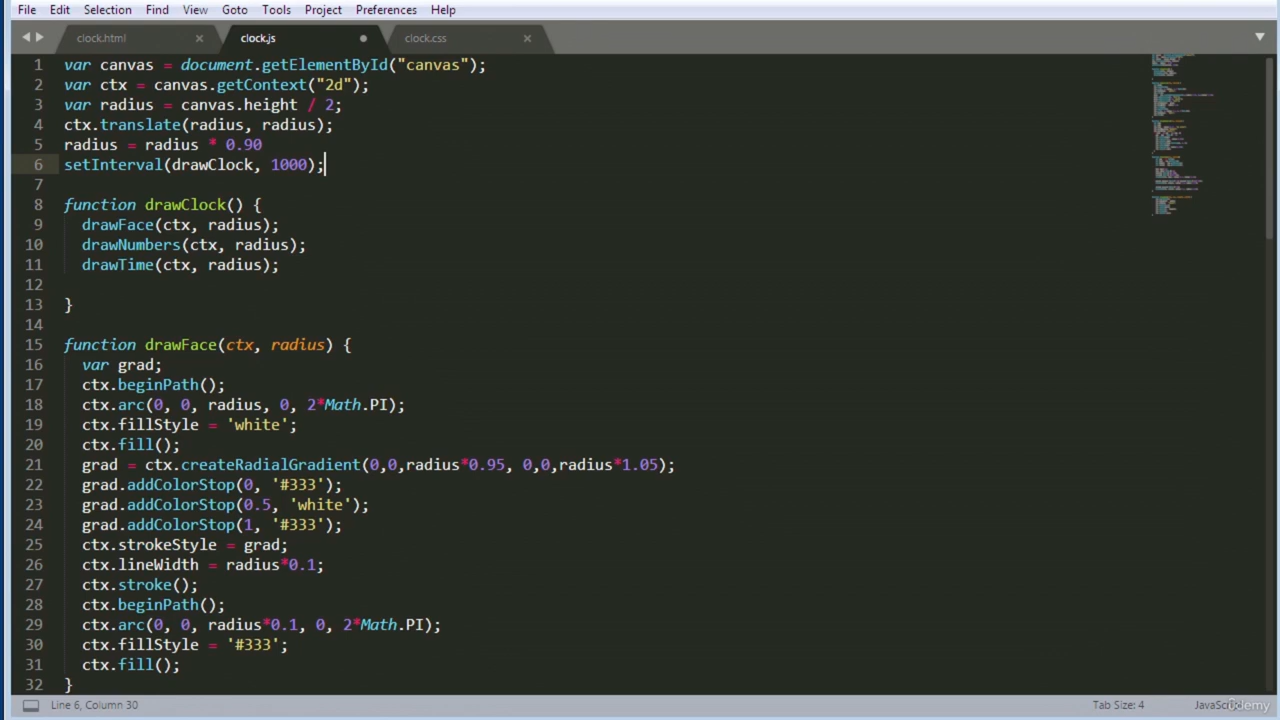 File Edit Selection Find View Goto Tools Project Preferences Help
clock.html clock.js clock.css
1 var canvas = document.getElementById("canvas");
2 var ctx = canvas.getContext("2d");
3 var radius = canvas.height / 2;
4 ctx.translate(radius, radius);
5 radius = radius * 0.90
6 setInterval(drawClock, 1000);
7
8 function drawClock() {
9 drawFace(ctx, radius);
10 drawNumbers(ctx, radius);
11 drawTime(ctx, radius);
12
13 }
14
15 function drawFace(ctx, radius) {
16 var grad;
17 ctx.beginPath();
18 ctx.arc(0, 0, radius, 0, 2*Math.PI);
19 ctx.fillStyle = 'white';
20 ctx.fill();
21 grad = ctx.createRadialGradient(0,0,radius*0.95, 0,0,radius*1.05);
22 grad.addColorStop(0, '#333');
23 grad.addColorStop(0.5, 'white');
24 grad.addColorStop(1, '#333');
25 ctx.strokeStyle = grad;
26 ctx.lineWidth = radius*0.1;
27 ctx.stroke();
28 ctx.beginPath();
29 ctx.arc(0, 0, radius*0.1, 0, 2*Math.PI);
30 ctx.fillStyle = '#333';
31 ctx.fill();
32 }
Line 6, Column 30 Tab Size: 4 JavaScript